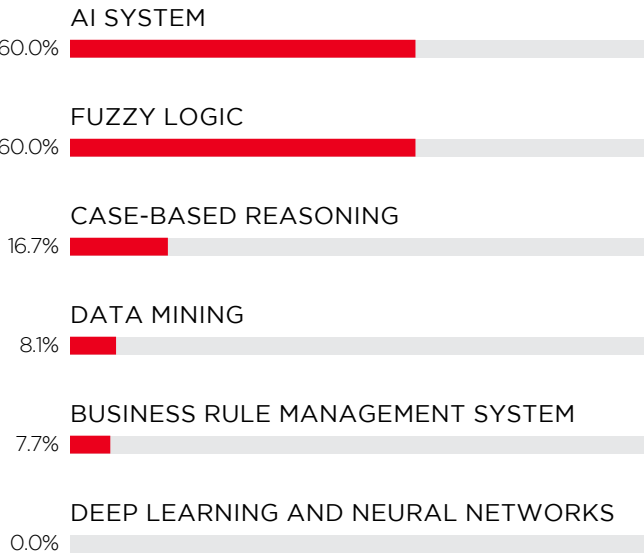 AI SYSTEM
60.0%
FUZZY LOGIC
60.0%
CASE-BASED REASONING
16.7%
DATA MINING
8.1%
BUSINESS RULE MANAGEMENT SYSTEM
7.7%
DEEP LEARNING AND NEURAL NETWORKS
0.0%